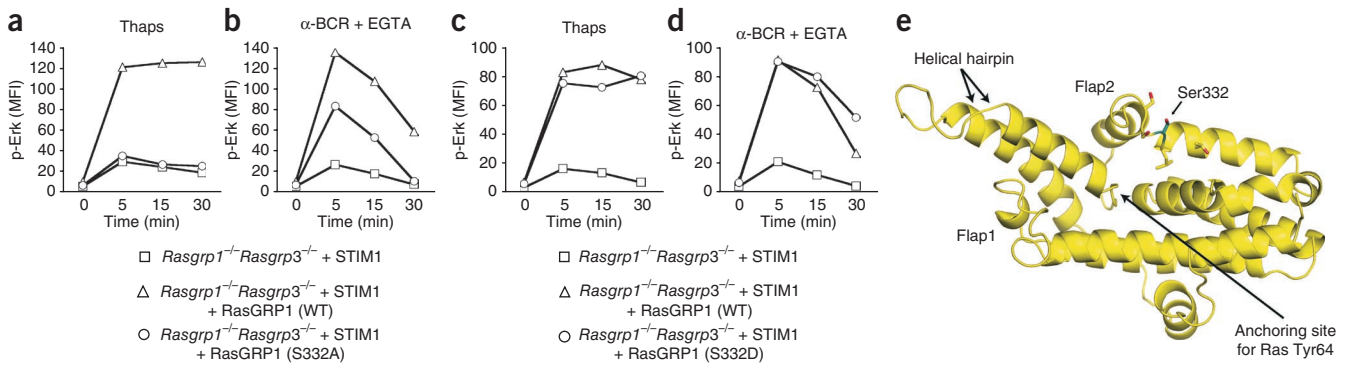 a
Thaps
p-Erk (MFI)
140
120
100
80
60
40
20
0
0 5 15 30
Time (min)
b
α-BCR + EGTA
p-Erk (MFI)
140
120
100
80
60
40
20
0
0 5 15 30
Time (min)
□ Rasgrp1–/–Rasgrp3–/– + STIM1
△ Rasgrp1–/–Rasgrp3–/– + STIM1
+ RasGRP1 (WT)
○ Rasgrp1–/–Rasgrp3–/– + STIM1
+ RasGRP1 (S332A)
c
Thaps
p-Erk (MFI)
100
80
60
40
20
0
0 5 15 30
Time (min)
d
α-BCR + EGTA
p-Erk (MFI)
100
80
60
40
20
0
0 5 15 30
Time (min)
□ Rasgrp1–/–Rasgrp3–/– + STIM1
△ Rasgrp1–/–Rasgrp3–/– + STIM1
+ RasGRP1 (WT)
○ Rasgrp1–/–Rasgrp3–/– + STIM1
+ RasGRP1 (S332D)
e
Helical hairpin
Flap2
Ser332
Flap1
Anchoring site
for Ras Tyr64